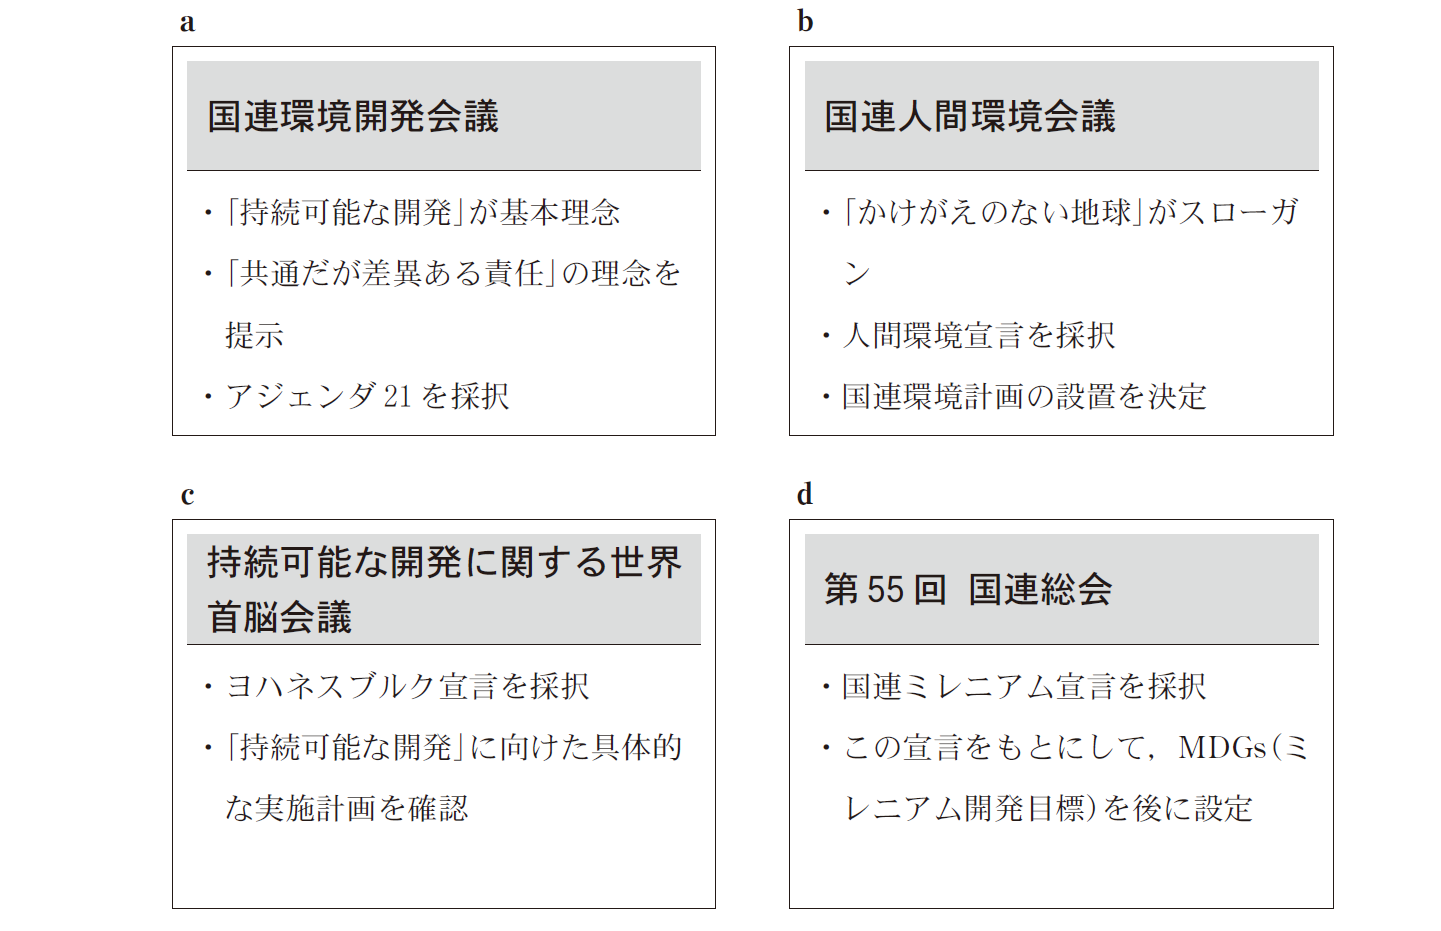 a
国連環境開発会議
・「持続可能な開発」が基本理念
・「共通だが差異ある責任」の理念を
提示
・アジェンダ 21 を採択
b
国連人間環境会議
・「かけがえのない地球」がスローガ
ン
・人間環境宣言を採択
・国連環境計画の設置を決定
c
持続可能な開発に関する世界
首脳会議
・ヨハネスブルク宣言を採択
・「持続可能な開発」に向けた具体的
な実施計画を確認
d
第 55 回 国連総会
・国連ミレニアム宣言を採択
・この宣言をもとにして，MDGs(ミ
レニアム開発目標)を後に設定